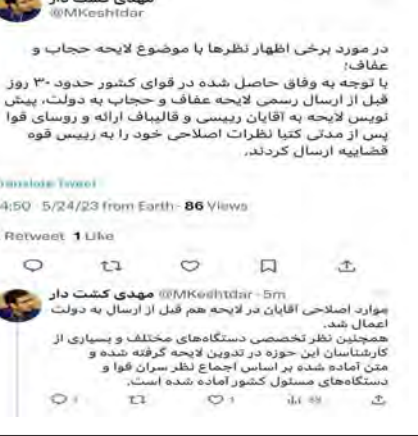 مهدی کشت دار
@MKeshtdar
در مورد برخی اظهار نظرها با موضوع لایحه حجاب و
عفاف؛
با توجه به وفاق حاصل شده در قوای کشور حدود ۳۰ روز
قبل از ارسال رسمی لایحه عفاف و حجاب به دولت، پیش
نویس لایحه به آقایان رییسی و قالیباف ارائه و روسای قوا
پس از مدتی کتبا نظرات اصلاحی خود را به رییس قوه
قضاییه ارسال کردند.
Translate Tweet
4:50 · 5/24/23 from Earth · 86 Views
Retweet 1 Like
مهدی کشت دار @MKeshtdar · 5m
موارد اصلاحی آقایان در لایحه هم قبل از ارسال به دولت
اعمال شد.
همچنین نظر تخصصی دستگاه‌های مختلف و بسیاری از
کارشناسان این حوزه در تدوین لایحه گرفته شده و
متن آماده شده بر اساس اجماع نظر سران قوا و
دستگاه‌های مسئول کشور آماده شده است.
1